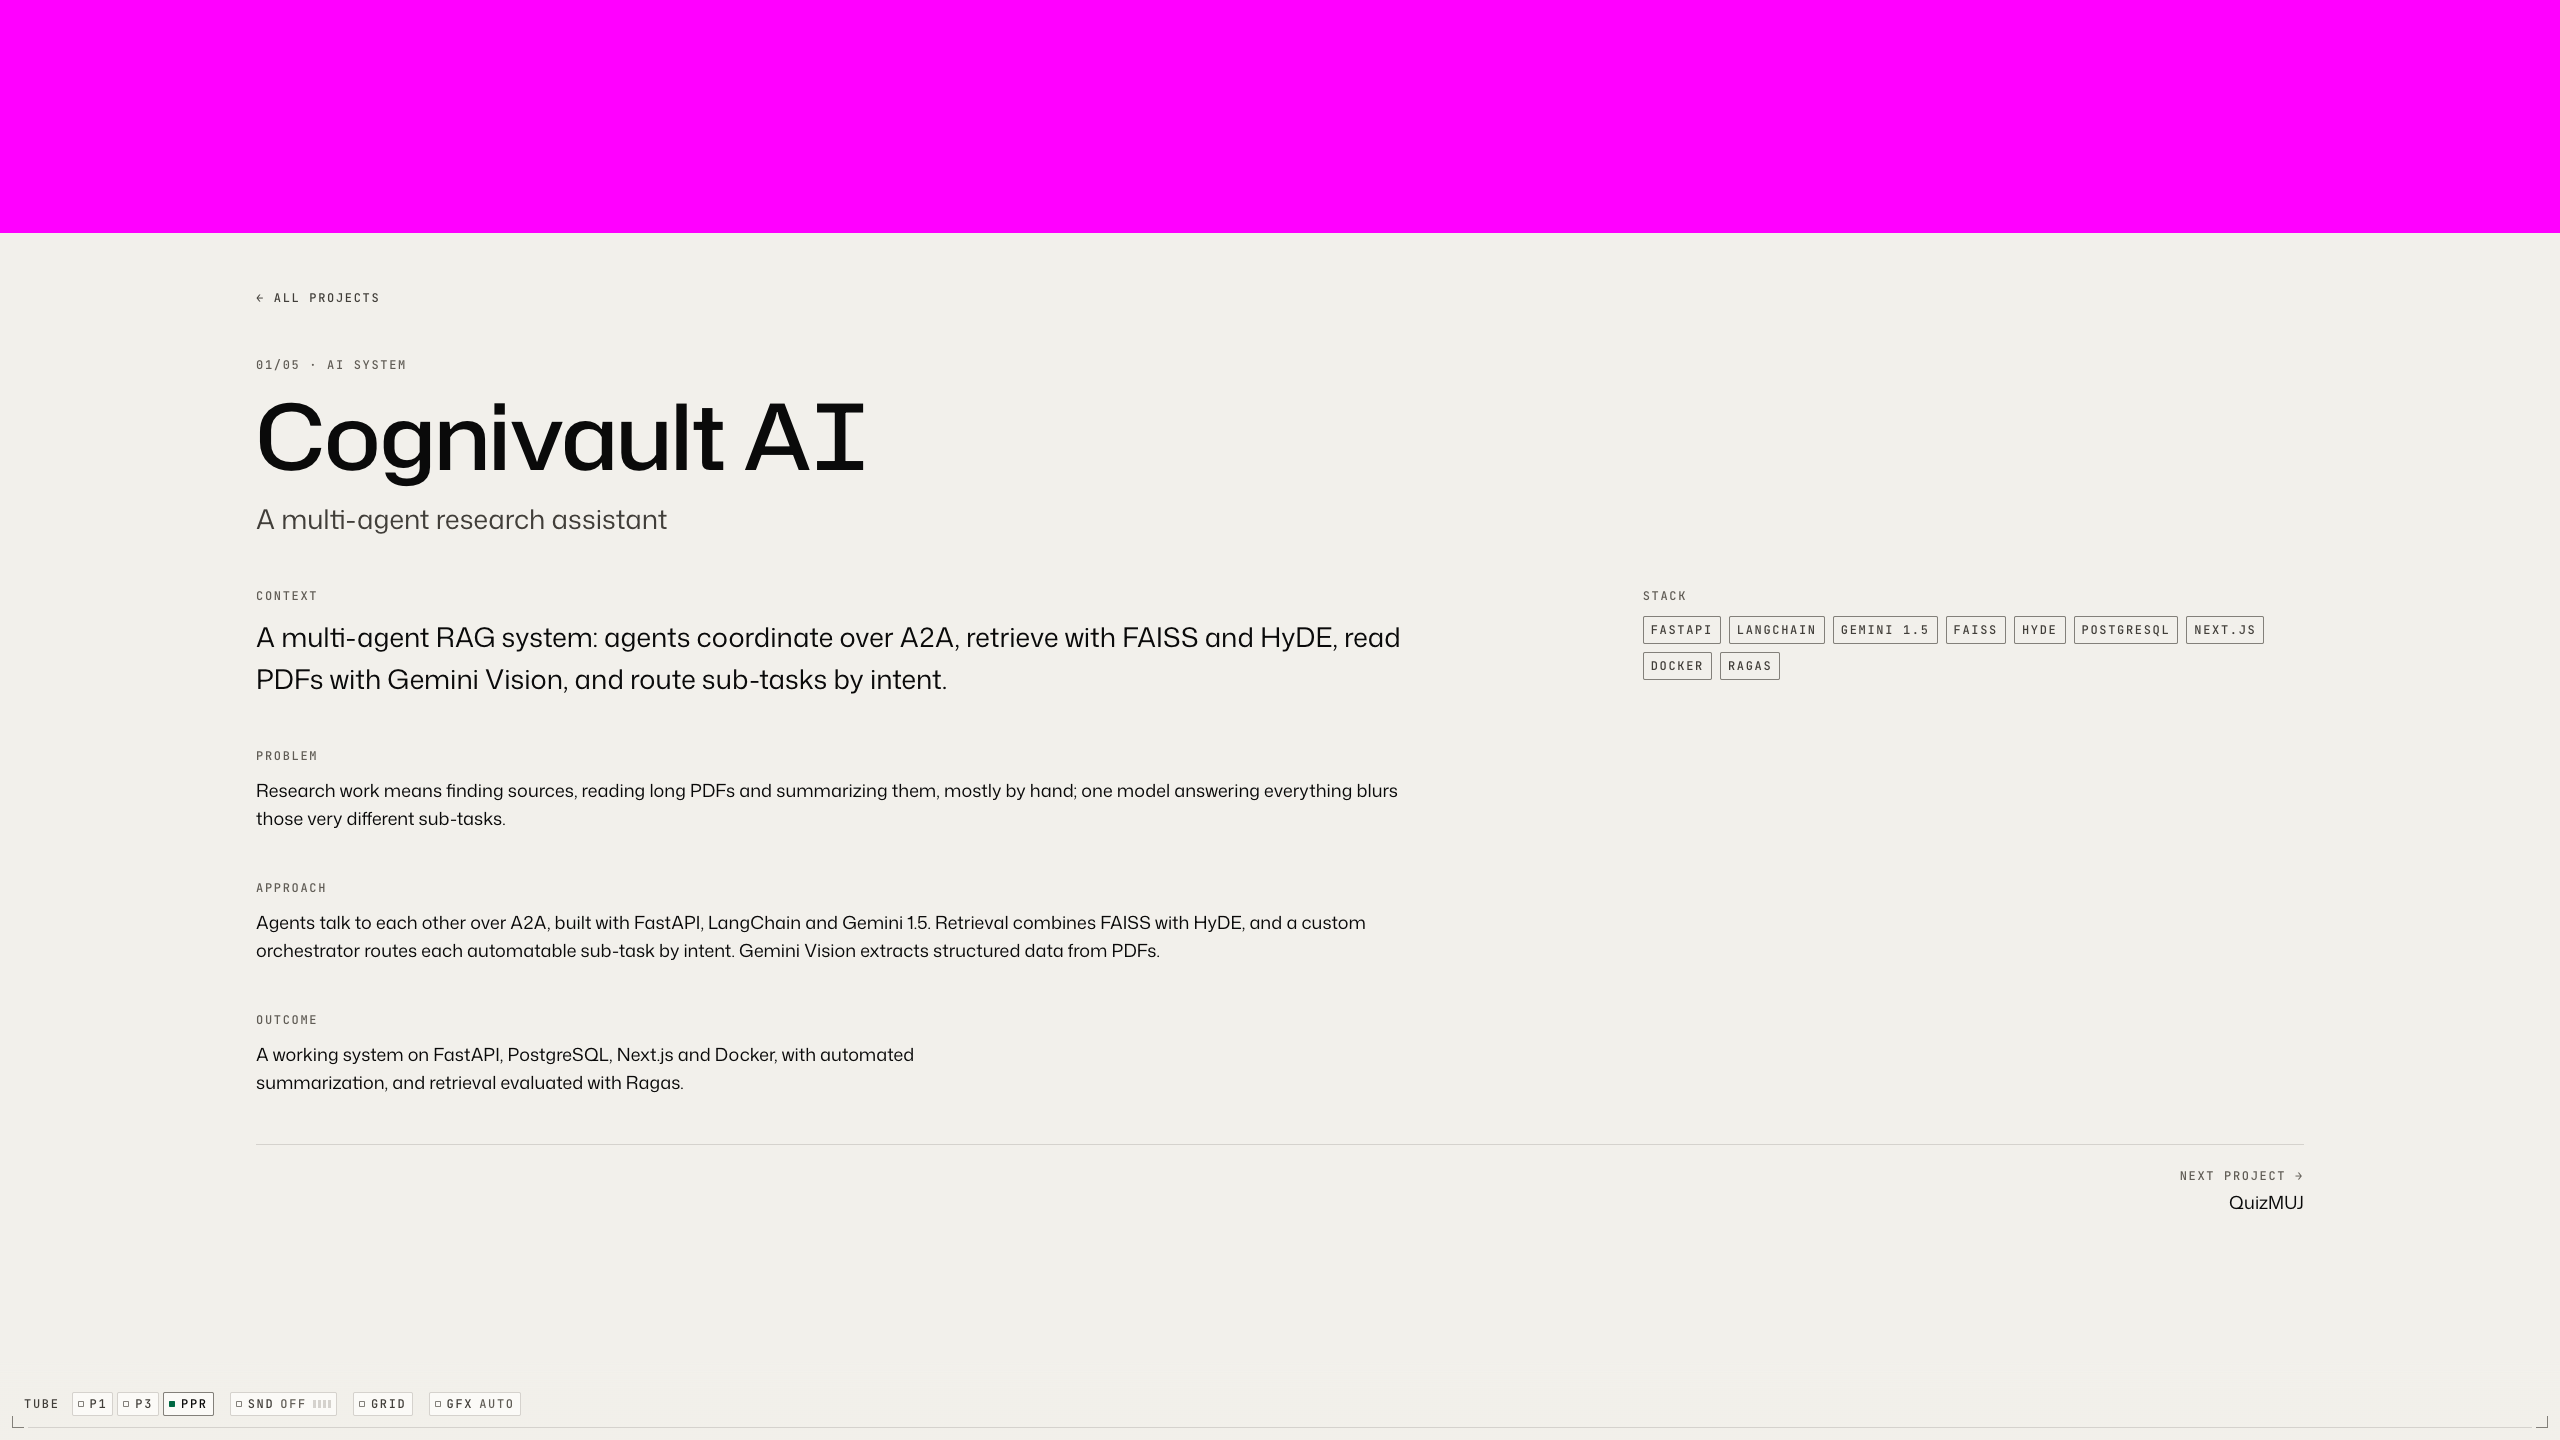 ← ALL PROJECTS
01/05 · AI SYSTEM
Cognivault AI
A multi-agent research assistant
CONTEXT
A multi-agent RAG system: agents coordinate over A2A, retrieve with FAISS and HyDE, read
PDFs with Gemini Vision, and route sub-tasks by intent.
STACK
FASTAPI LANGCHAIN GEMINI 1.5 FAISS HYDE POSTGRESQL NEXT.JS
DOCKER RAGAS
PROBLEM
Research work means finding sources, reading long PDFs and summarizing them, mostly by hand; one model answering everything blurs
those very different sub-tasks.
APPROACH
Agents talk to each other over A2A, built with FastAPI, LangChain and Gemini 1.5. Retrieval combines FAISS with HyDE, and a custom
orchestrator routes each automatable sub-task by intent. Gemini Vision extracts structured data from PDFs.
OUTCOME
A working system on FastAPI, PostgreSQL, Next.js and Docker, with automated
summarization, and retrieval evaluated with Ragas.
NEXT PROJECT →
QuizMUJ
TUBE P1 P3 PPR SND OFF GRID GFX AUTO